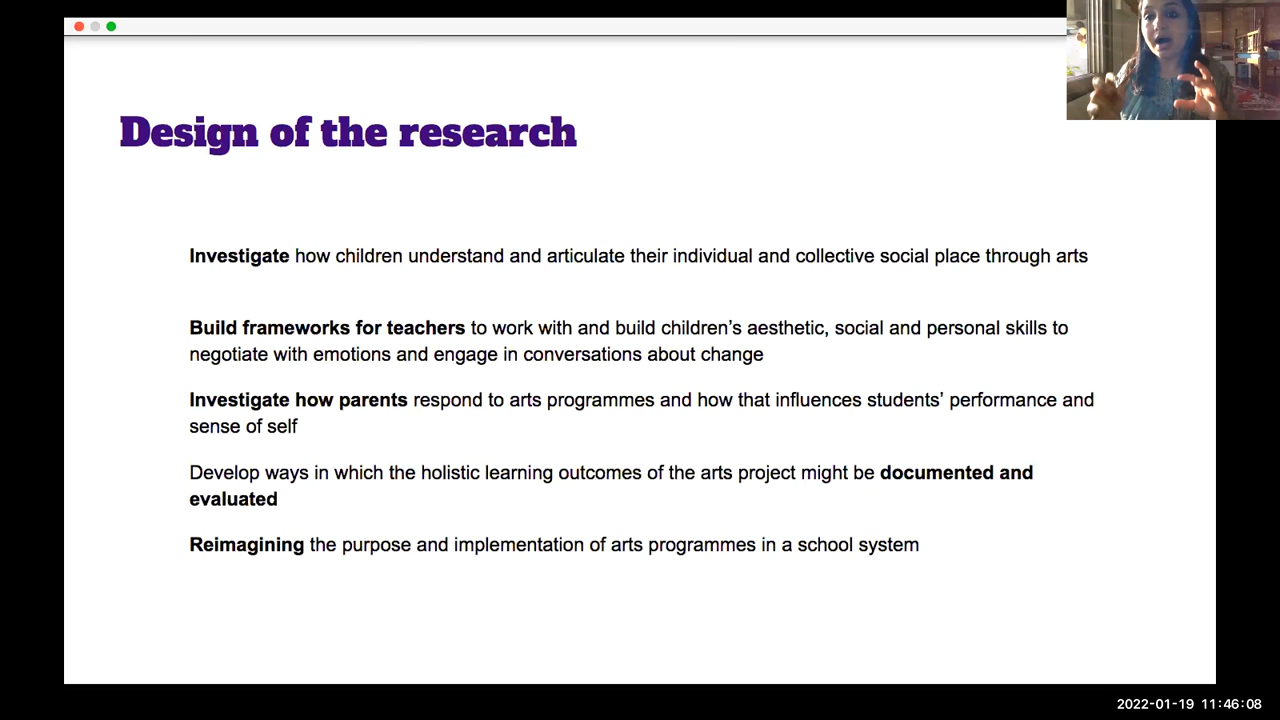 Design of the research
Investigate how children understand and articulate their individual and collective social place through arts
Build frameworks for teachers to work with and build children’s aesthetic, social and personal skills to
negotiate with emotions and engage in conversations about change
Investigate how parents respond to arts programmes and how that influences students’ performance and
sense of self
Develop ways in which the holistic learning outcomes of the arts project might be documented and
evaluated
Reimagining the purpose and implementation of arts programmes in a school system
2022-01-19 11:46:08